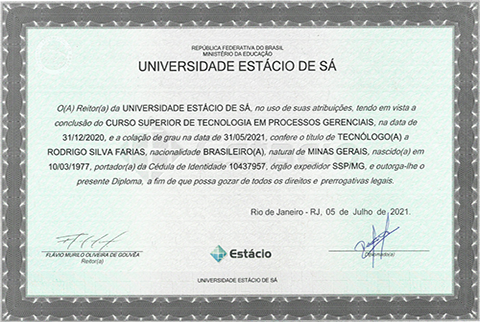 REPÚBLICA FEDERATIVA DO BRASIL
MINISTÉRIO DA EDUCAÇÃO
UNIVERSIDADE ESTÁCIO DE SÁ
O(A) Reitor(a) da UNIVERSIDADE ESTÁCIO DE SÁ, no uso de suas atribuições, tendo em vista a
conclusão do CURSO SUPERIOR DE TECNOLOGIA EM PROCESSOS GERENCIAIS, na data de
31/12/2020, e a colação de grau na data de 31/05/2021, confere o título de TECNÓLOGO(A) a
RODRIGO SILVA FARIAS, nacionalidade BRASILEIRO(A), natural de MINAS GERAIS, nascido(a) em
10/03/1977, portador(a) da Cédula de Identidade 10437957, órgão expedidor SSP/MG, e outorga-lhe o
presente Diploma, a fim de que possa gozar de todos os direitos e prerrogativas legais.
Rio de Janeiro - RJ, 05 de Julho de 2021.
FLÁVIO MURILO OLIVEIRA DE GOUVÊA
Reitor(a)
Estácio
Diplomado(a)
UNIVERSIDADE ESTÁCIO DE SÁ